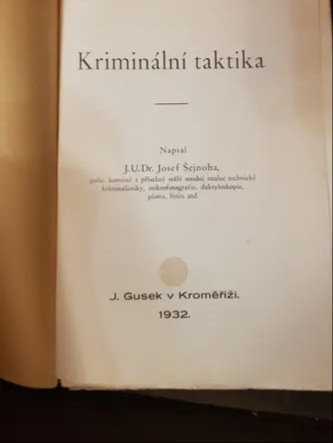 Kriminální taktika
Napsal
J.U.Dr. Josef Šejnoha,
polic. komisař a přísežný stálý soudní znalec technické
kriminalistiky, mikrofotografie, daktyloskopie,
písma, listin atd.
J. Gusek v Kroměříži.
1932.